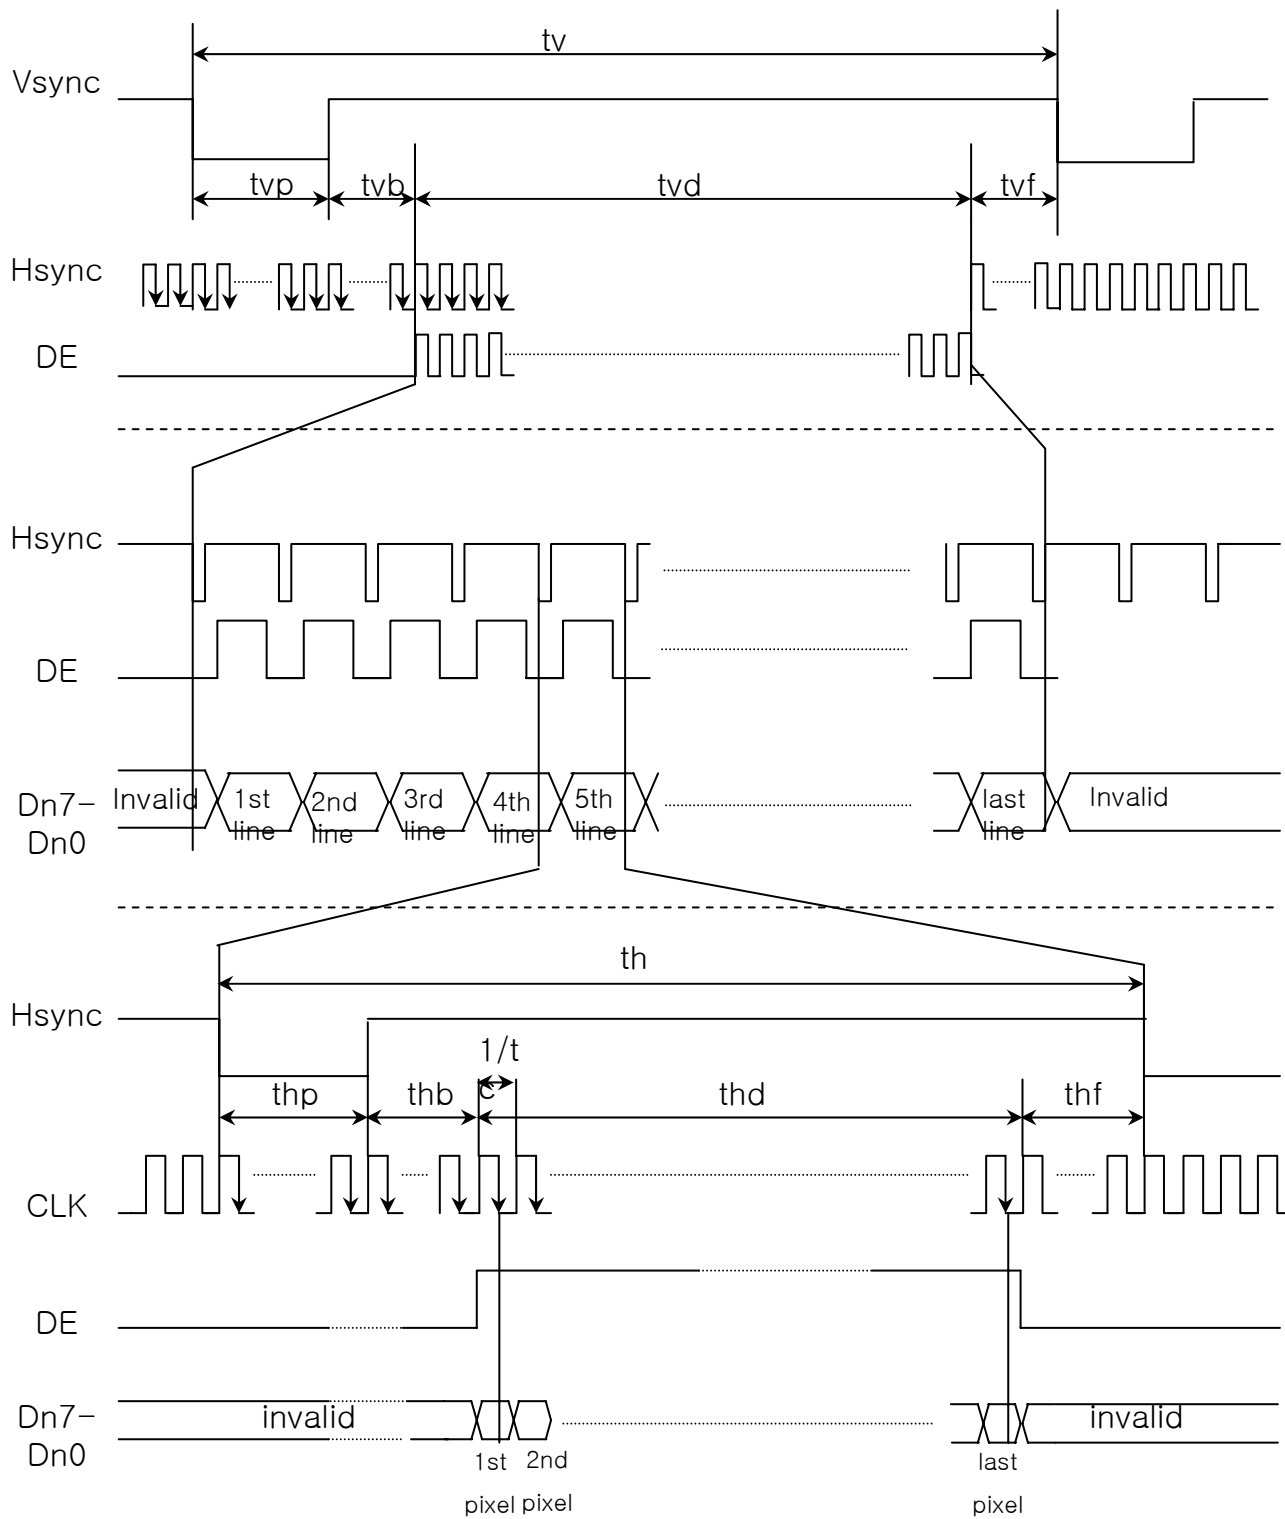 tv
Vsync
tvp tvb tvd tvf
Hsync
DE
Hsync
DE
Dn7-
Dn0
Invalid
1st
line
2nd
line
3rd
line
4th
line
5th
line
last
line
Invalid
th
Hsync
1/t
c
thp thb thd thf
CLK
DE
Dn7-
Dn0
invalid
invalid
1st
pixel
2nd
pixel
last
pixel